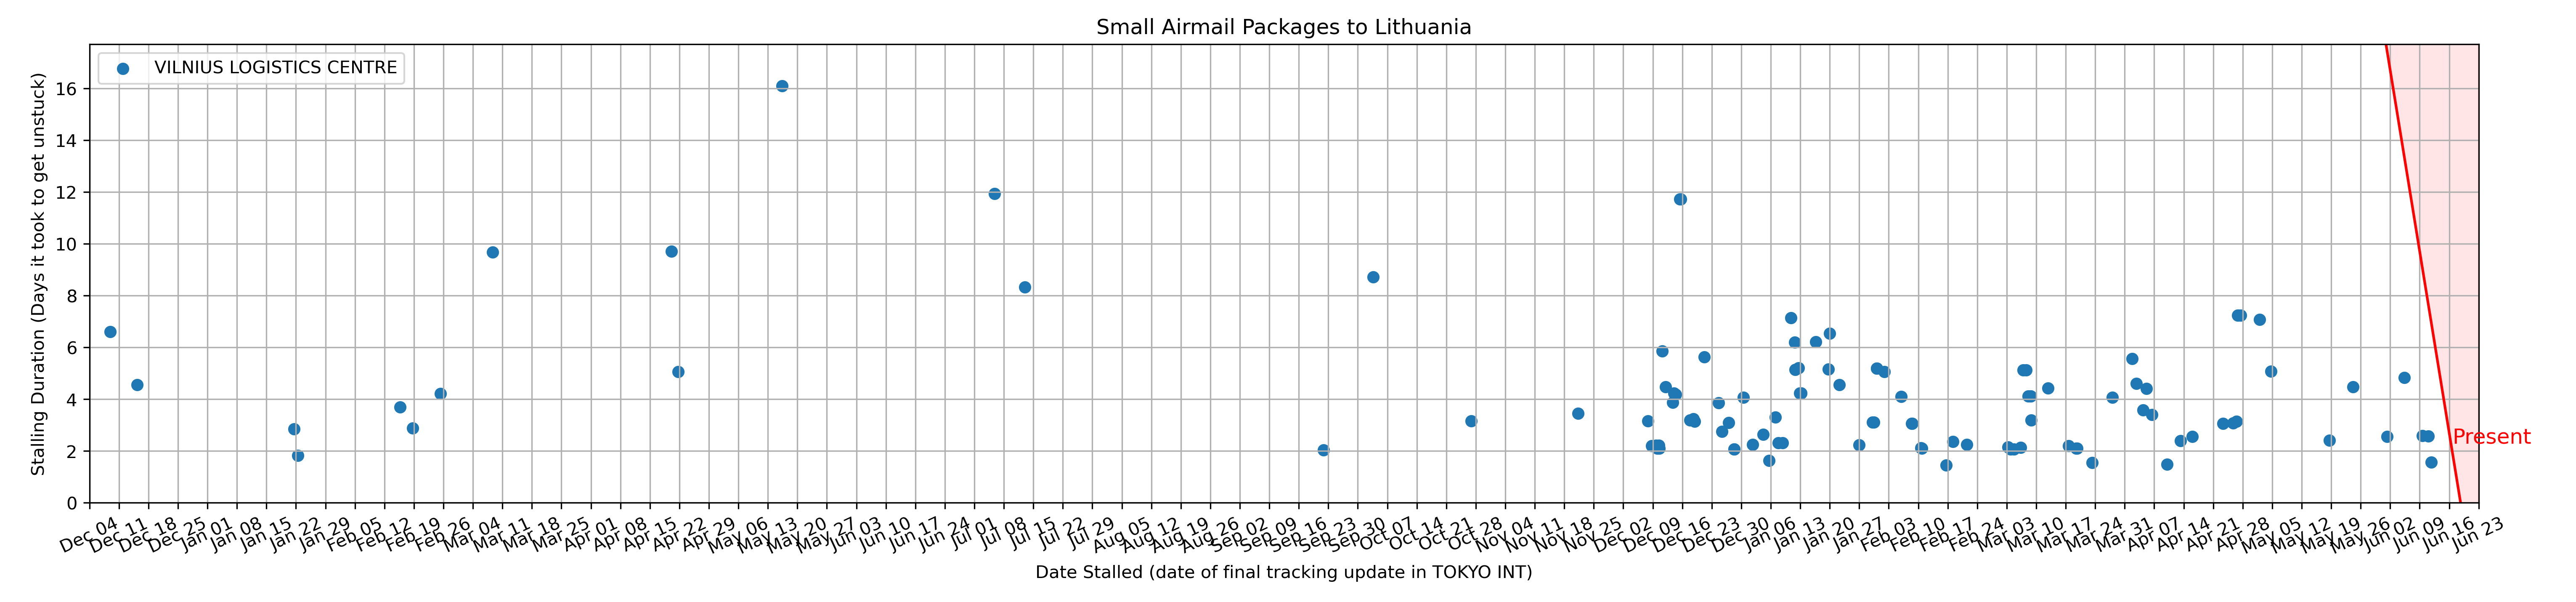 Small Airmail Packages to Lithuania
VILNIUS LOGISTICS CENTRE
Stalling Duration (Days it took to get unstuck)
16
14
12
10
8
6
4
2
0
Present
Dec 04 Dec 11 Dec 18 Dec 25 Jan 01 Jan 08 Jan 15 Jan 22 Jan 29 Feb 05 Feb 12 Feb 19 Feb 26 Mar 04 Mar 11 Mar 18 Mar 25 Apr 01 Apr 08 Apr 15 Apr 22 Apr 29 May 06 May 13 May 20 May 27 Jun 03 Jun 10 Jun 17 Jun 24 Jul 01 Jul 08 Jul 15 Jul 22 Jul 29 Aug 05 Aug 12 Aug 19 Aug 26 Sep 02 Sep 09 Sep 16 Sep 23 Sep 30 Oct 07 Oct 14 Oct 21 Oct 28 Nov 04 Nov 11 Nov 18 Nov 25 Dec 02 Dec 09 Dec 16 Dec 23 Dec 30 Jan 06 Jan 13 Jan 20 Jan 27 Feb 03 Feb 10 Feb 17 Feb 24 Mar 03 Mar 10 Mar 17 Mar 24 Mar 31 Apr 07 Apr 14 Apr 21 Apr 28 May 05 May 12 May 19 May 26 Jun 02 Jun 09 Jun 16 Jun 23
Date Stalled (date of final tracking update in TOKYO INT)